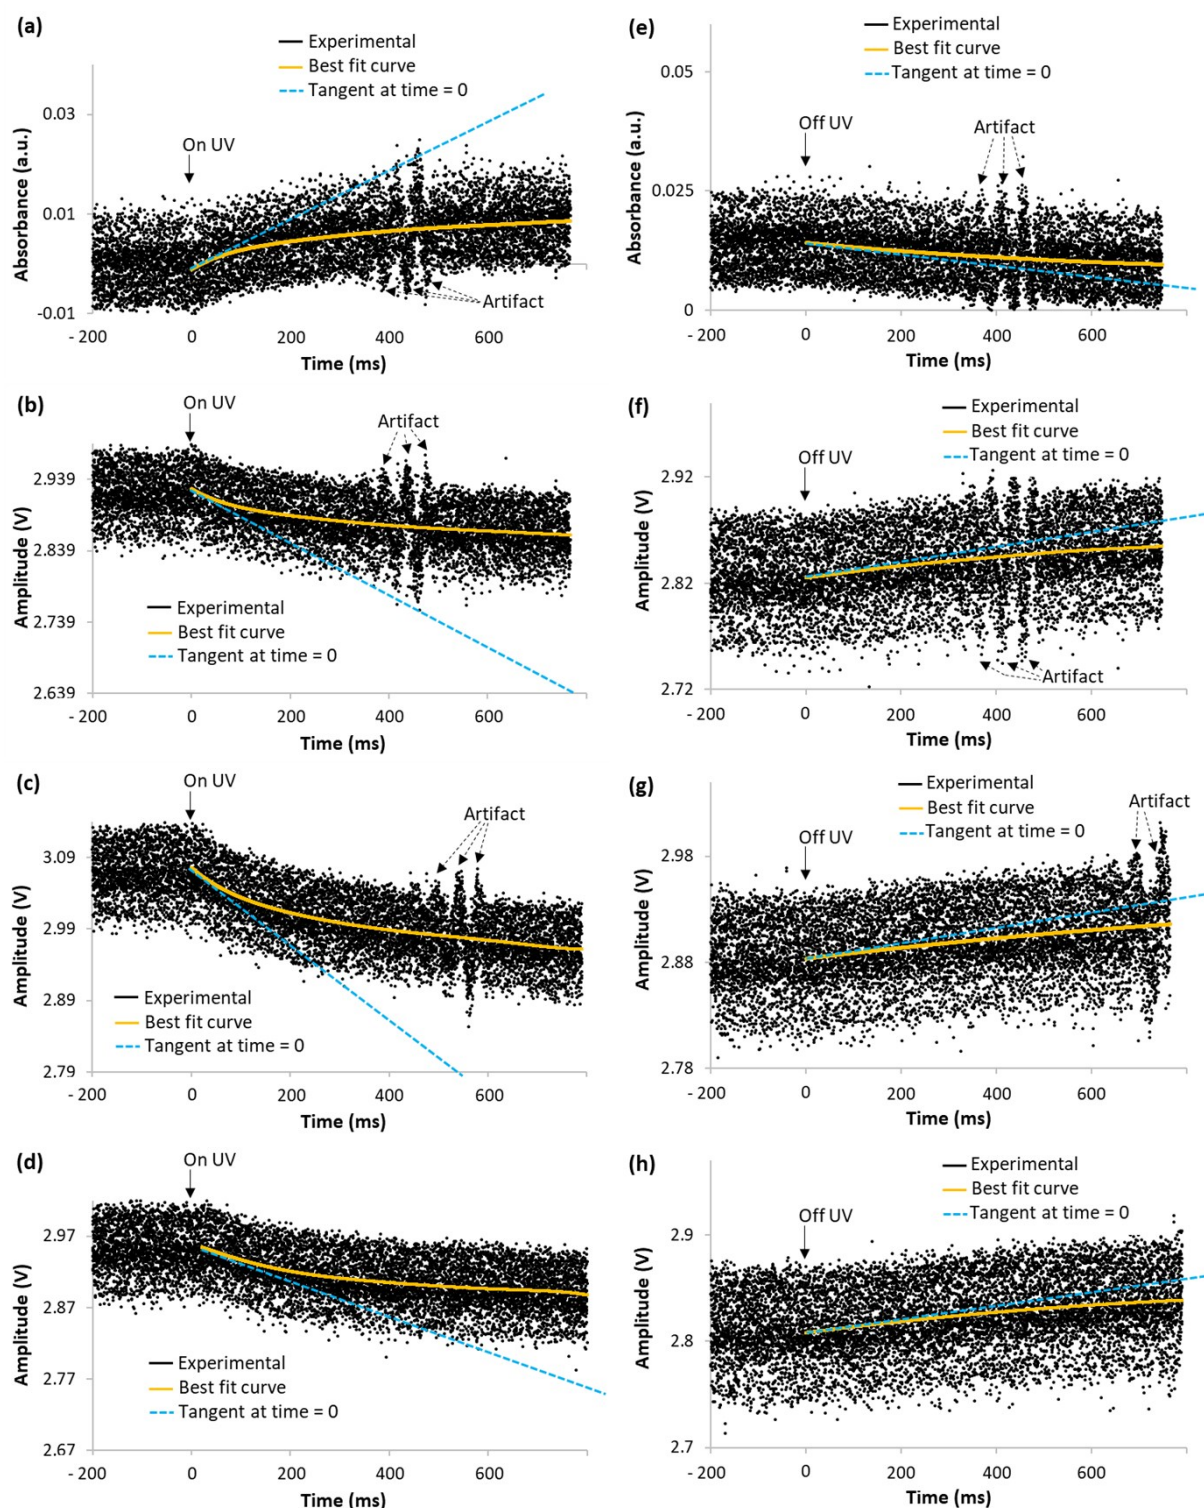 (a)
Experimental
Best fit curve
Tangent at time = 0
On UV
Absorbance (a.u.)
0.03
0.01
-0.01
Artifact
- 200 0 200 400 600
Time (ms)
(b)
On UV
Artifact
Amplitude (V)
2.939
2.839
2.739
2.639
Experimental
Best fit curve
Tangent at time = 0
- 200 0 200 400 600
Time (ms)
(c)
On UV
Artifact
Amplitude (V)
3.09
2.99
2.89
2.79
Experimental
Best fit curve
Tangent at time = 0
- 200 0 200 400 600
Time (ms)
(d)
On UV
Amplitude (V)
2.97
2.87
2.77
2.67
Experimental
Best fit curve
Tangent at time = 0
- 200 0 200 400 600
Time (ms)
(e)
Experimental
Best fit curve
Tangent at time = 0
Off UV
Artifact
Absorbance (a.u.)
0.05
0.025
0
- 200 0 200 400 600
Time (ms)
(f)
Experimental
Best fit curve
Tangent at time = 0
Off UV
Amplitude (V)
2.92
2.82
2.72
Artifact
- 200 0 200 400 600
Time (ms)
(g)
Experimental
Best fit curve
Tangent at time = 0
Artifact
Off UV
Amplitude (V)
2.98
2.88
2.78
- 200 0 200 400 600
Time (ms)
(h)
Experimental
Best fit curve
Tangent at time = 0
Off UV
Amplitude (V)
2.9
2.8
2.7
- 200 0 200 400 600
Time (ms)